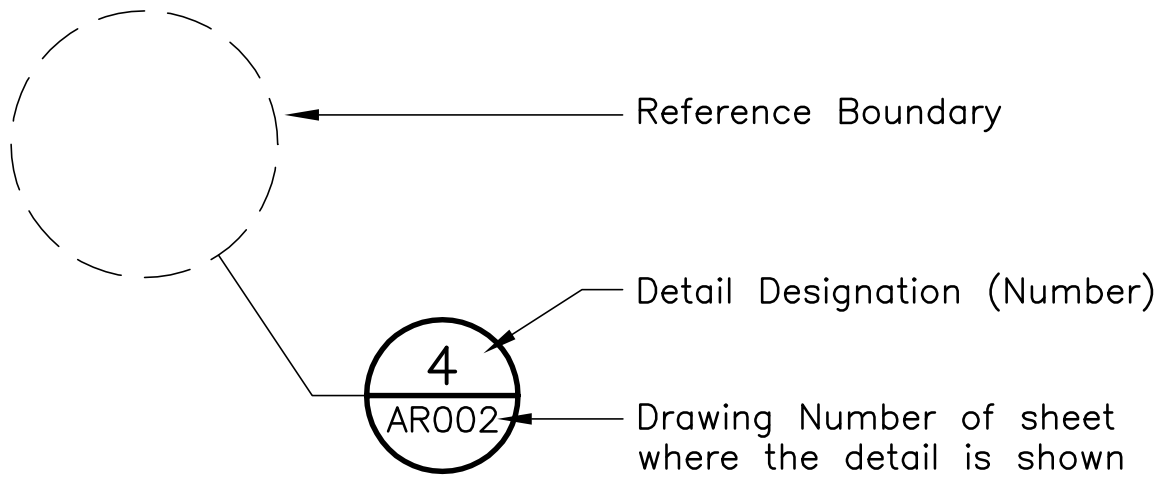 Reference Boundary
Detail Designation (Number)
4
AR002
Drawing Number of sheet
where the detail is shown